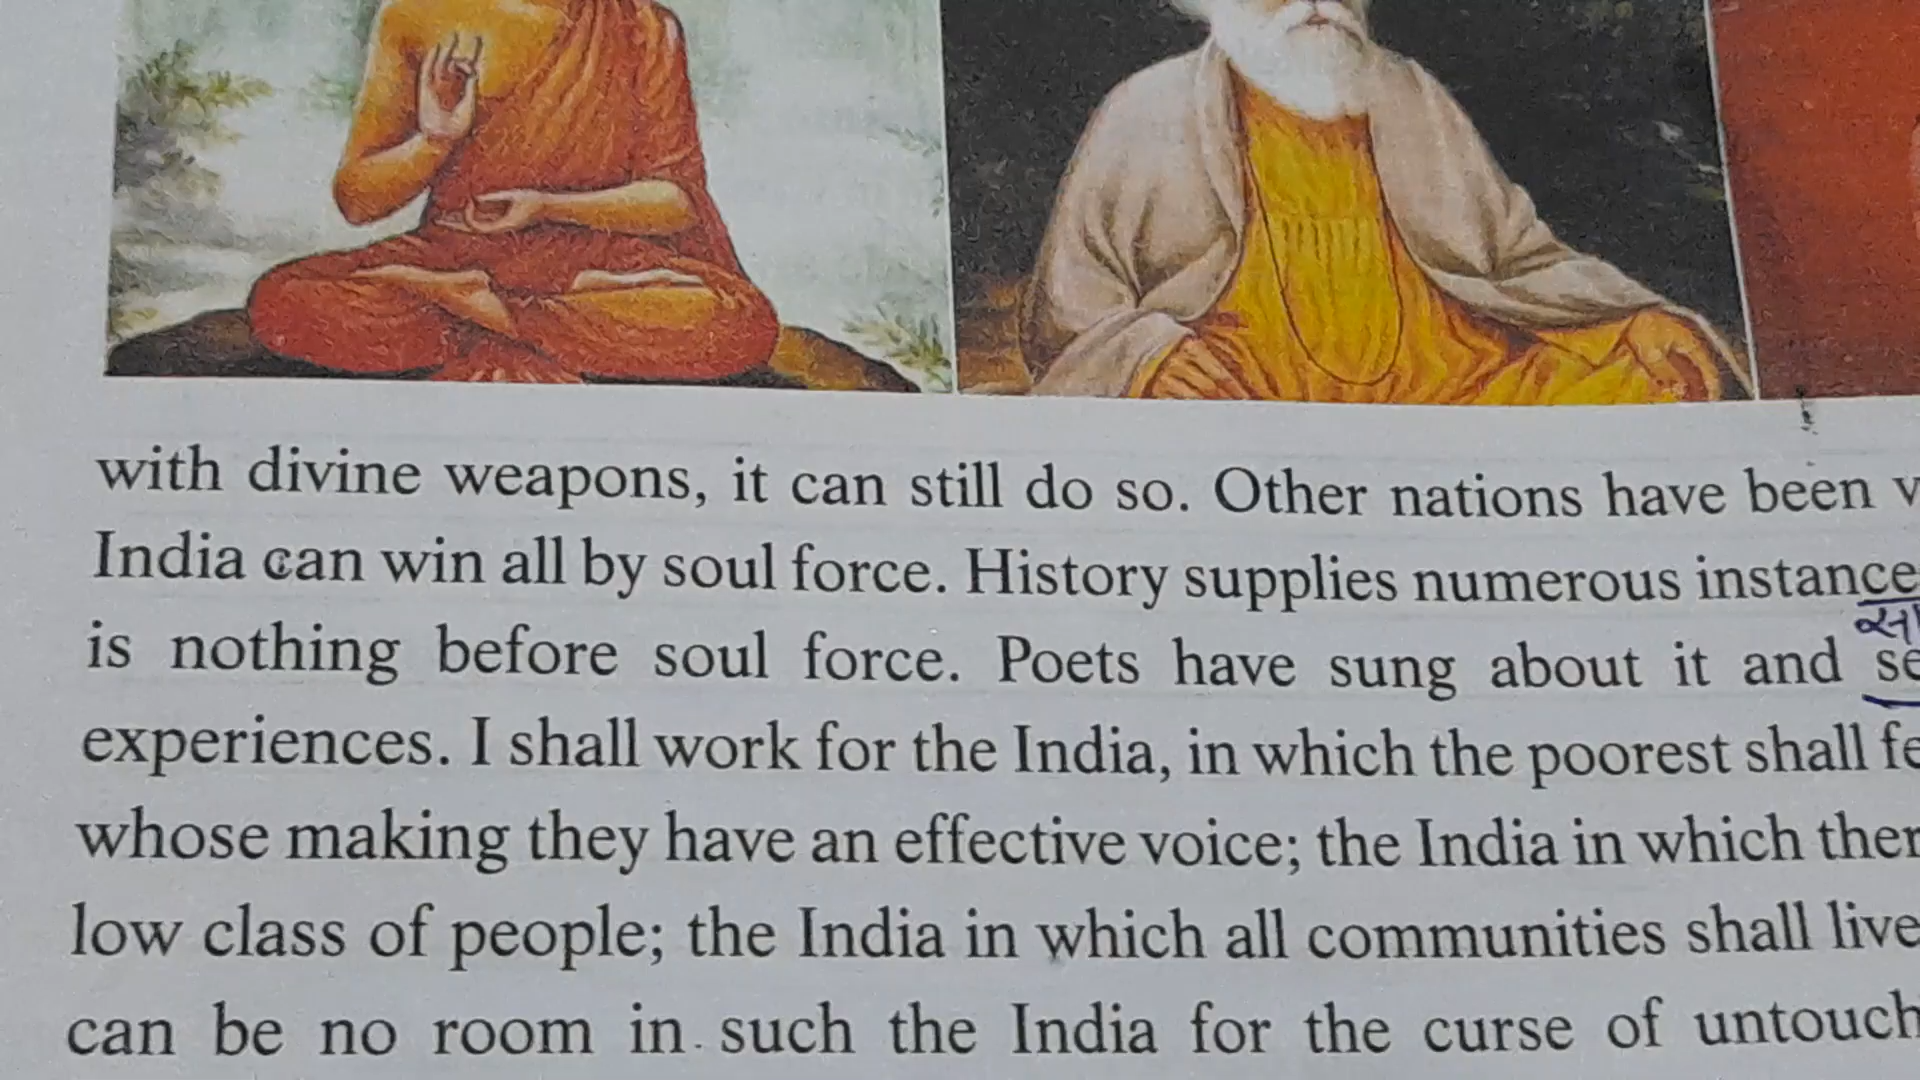 with divine weapons, it can still do so. Other nations have been
India can win all by soul force. History supplies numerous
is nothing before soul force. Poets have sung about it and
experiences. I shall work for the India, in which the poorest shall
whose making they have an effective voice; the India in which
low class of people; the India in which all communities shall live
can be no room in such the India for the curse of